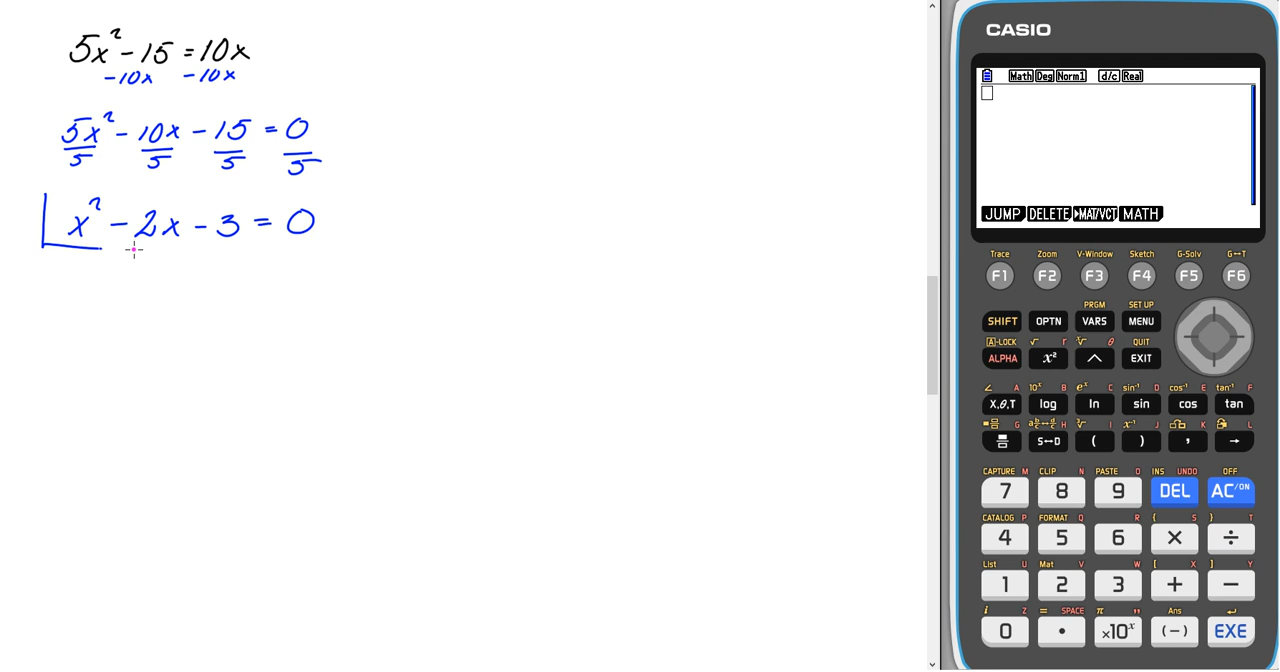 5x² - 15 = 10x
-10x -10x
5x² - 10x - 15 = 0
5 5 5 5
x² - 2x - 3 = 0
CASIO
Math Deg Norm1 d/c Real
JUMP DELETE ►MAT/VCT MATH
Trace Zoom V-Window Sketch G-Solv G↔T
F1 F2 F3 F4 F5 F6
PRGM SET UP
SHIFT OPTN VARS MENU
A-LOCK √ r ˣ√ θ QUIT
ALPHA x² ^ EXIT
∠ A 10ˣ B eˣ C sin⁻¹ D cos⁻¹ E tan⁻¹ F
X,θ,T log ln sin cos tan
G H ³√ I x⁻¹ J K L
S↔D ( ) , →
CAPTURE M CLIP N PASTE O INS UNDO OFF
7 8 9 DEL AC/ON
CATALOG P FORMAT Q R { S } T
4 5 6 × ÷
List U Mat V W [ X ] Y
1 2 3 + −
i Z = SPACE π " Ans ↵
0 • ×10ˣ (−) EXE